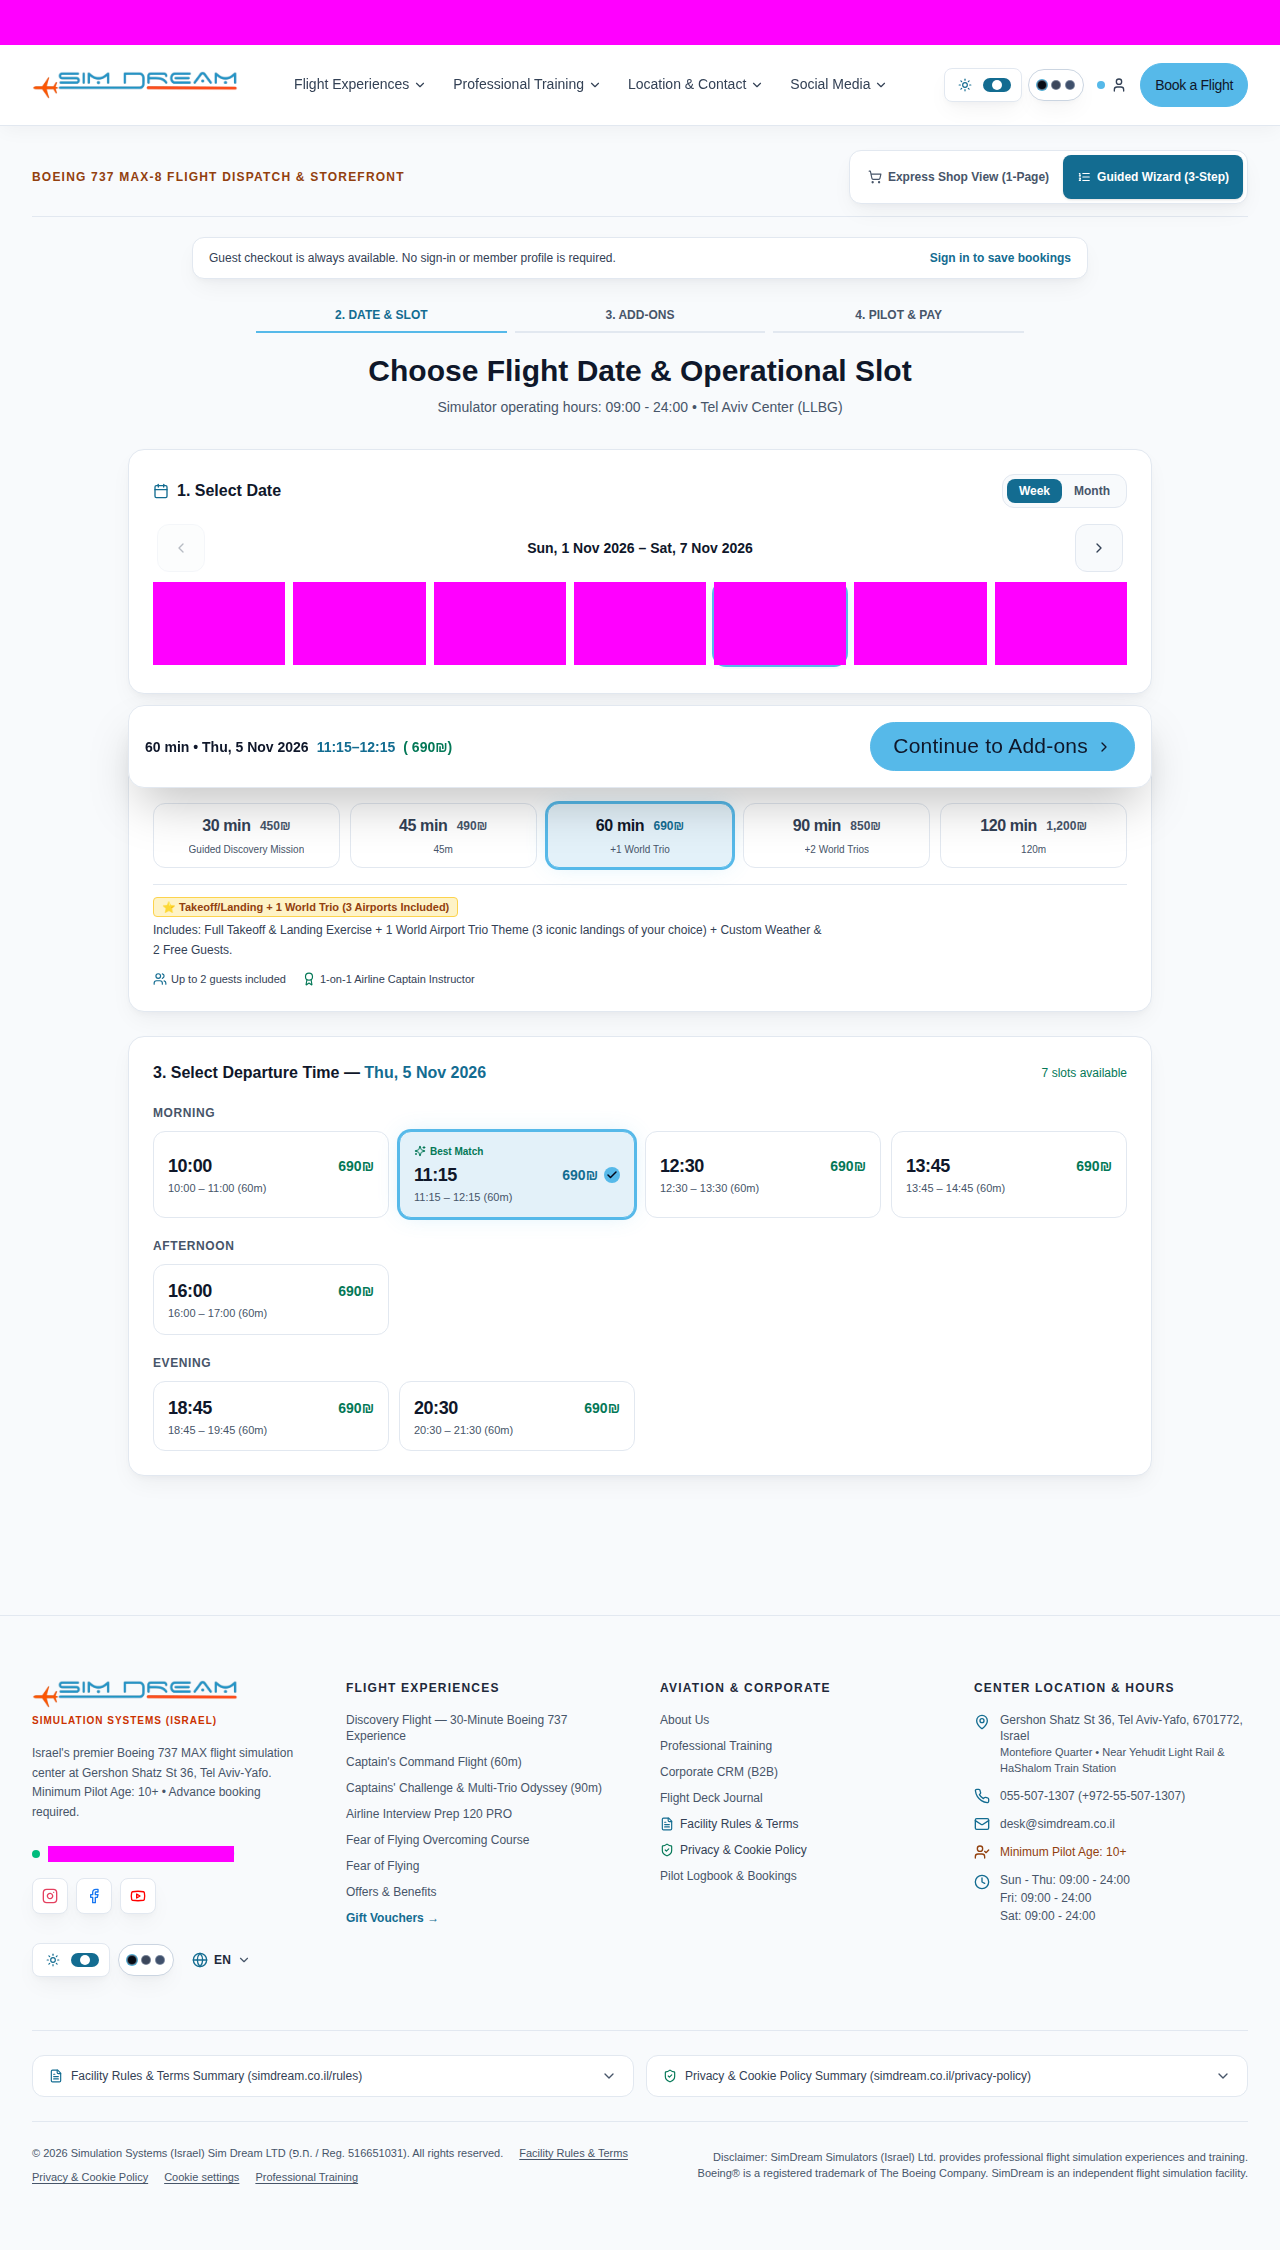 SIM DREAM
Flight Experiences
Professional Training
Location & Contact
Social Media
Book a Flight
BOEING 737 MAX-8 FLIGHT DISPATCH & STOREFRONT
Express Shop View (1-Page)
Guided Wizard (3-Step)
Guest checkout is always available. No sign-in or member profile is required.
Sign in to save bookings
2. DATE & SLOT
3. ADD-ONS
4. PILOT & PAY
Choose Flight Date & Operational Slot
Simulator operating hours: 09:00 - 24:00 • Tel Aviv Center (LLBG)
1. Select Date
Week
Month
Sun, 1 Nov 2026 – Sat, 7 Nov 2026
60 min • Thu, 5 Nov 2026 11:15–12:15 ( 690₪)
Continue to Add-ons
30 min 450₪
Guided Discovery Mission
45 min 490₪
45m
60 min 690₪
+1 World Trio
90 min 850₪
+2 World Trios
120 min 1,200₪
120m
⭐ Takeoff/Landing + 1 World Trio (3 Airports Included)
Includes: Full Takeoff & Landing Exercise + 1 World Airport Trio Theme (3 iconic landings of your choice) + Custom Weather &
2 Free Guests.
Up to 2 guests included
1-on-1 Airline Captain Instructor
3. Select Departure Time — Thu, 5 Nov 2026
7 slots available
MORNING
10:00 690₪
10:00 – 11:00 (60m)
Best Match
11:15 690₪
11:15 – 12:15 (60m)
12:30 690₪
12:30 – 13:30 (60m)
13:45 690₪
13:45 – 14:45 (60m)
AFTERNOON
16:00 690₪
16:00 – 17:00 (60m)
EVENING
18:45 690₪
18:45 – 19:45 (60m)
20:30 690₪
20:30 – 21:30 (60m)
SIM DREAM
SIMULATION SYSTEMS (ISRAEL)
Israel's premier Boeing 737 MAX flight simulation
center at Gershon Shatz St 36, Tel Aviv-Yafo.
Minimum Pilot Age: 10+ • Advance booking
required.
EN
FLIGHT EXPERIENCES
Discovery Flight — 30-Minute Boeing 737
Experience
Captain's Command Flight (60m)
Captains' Challenge & Multi-Trio Odyssey (90m)
Airline Interview Prep 120 PRO
Fear of Flying Overcoming Course
Fear of Flying
Offers & Benefits
Gift Vouchers →
AVIATION & CORPORATE
About Us
Professional Training
Corporate CRM (B2B)
Flight Deck Journal
Facility Rules & Terms
Privacy & Cookie Policy
Pilot Logbook & Bookings
CENTER LOCATION & HOURS
Gershon Shatz St 36, Tel Aviv-Yafo, 6701772,
Israel
Montefiore Quarter • Near Yehudit Light Rail &
HaShalom Train Station
055-507-1307 (+972-55-507-1307)
desk@simdream.co.il
Minimum Pilot Age: 10+
Sun - Thu: 09:00 - 24:00
Fri: 09:00 - 24:00
Sat: 09:00 - 24:00
Facility Rules & Terms Summary (simdream.co.il/rules)
Privacy & Cookie Policy Summary (simdream.co.il/privacy-policy)
© 2026 Simulation Systems (Israel) Sim Dream LTD (ח.פ. / Reg. 516651031). All rights reserved. Facility Rules & Terms
Privacy & Cookie Policy Cookie settings Professional Training
Disclaimer: SimDream Simulators (Israel) Ltd. provides professional flight simulation experiences and training.
Boeing® is a registered trademark of The Boeing Company. SimDream is an independent flight simulation facility.